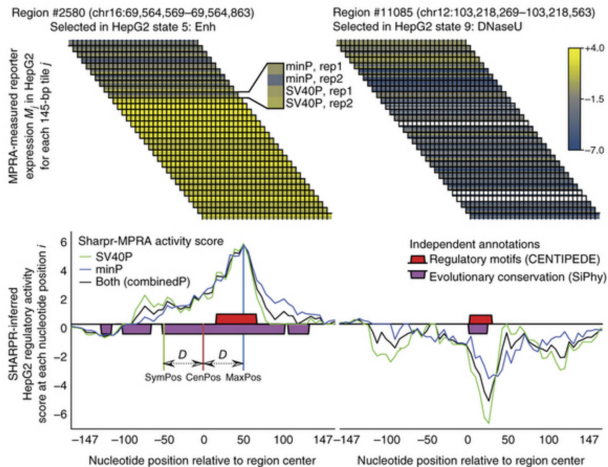 Region #2580 (chr16:69,564,569–69,564,863)
Selected in HepG2 state 5: Enh
Region #11085 (chr12:103,218,269–103,218,563)
Selected in HepG2 state 9: DNaseU
MPRA-measured reporter
expression Mj in HepG2
for each 145-bp tile j
minP, rep1
minP, rep2
SV40P, rep1
SV40P, rep2
+4.0
-1.5
-7.0
SHARPR-inferred
HepG2 regulatory activity
score at each nucleotide position i
6
4
2
0
−2
−4
−6
Sharpr-MPRA activity score
SV40P
minP
Both (combinedP)
Independent annotations
Regulatory motifs (CENTIPEDE)
Evolutionary conservation (SiPhy)
D D
SymPos CenPos MaxPos
−147 −100 −50 0 50 100 147
−147 −100 −50 0 50 100 147
Nucleotide position relative to region center
Nucleotide position relative to region center